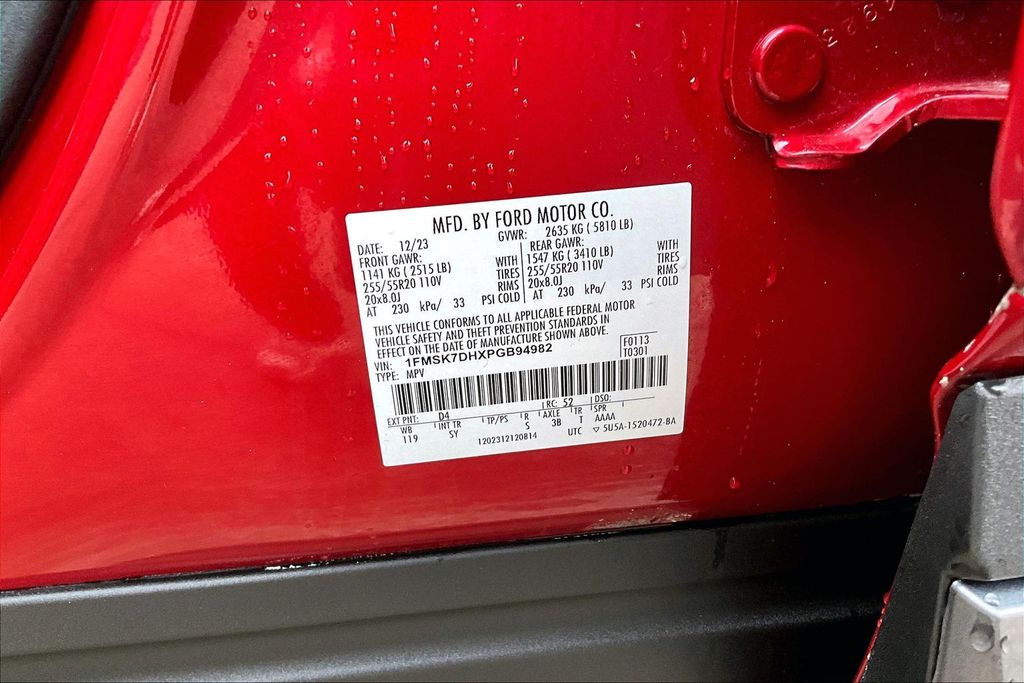 MFD. BY FORD MOTOR CO.
DATE: 12/23 GVWR: 2635 KG ( 5810 LB)
FRONT GAWR: REAR GAWR:
1141 KG ( 2515 LB) WITH 1547 KG ( 3410 LB) WITH
255/55R20 110V TIRES 255/55R20 110V TIRES
20x8.0J RIMS 20x8.0J RIMS
AT 230 kPa/ 33 PSI COLD AT 230 kPa/ 33 PSI COLD
THIS VEHICLE CONFORMS TO ALL APPLICABLE FEDERAL MOTOR
VEHICLE SAFETY AND THEFT PREVENTION STANDARDS IN
EFFECT ON THE DATE OF MANUFACTURE SHOWN ABOVE.
VIN: 1FMSK7DHXPGB94982 F0113
TYPE: MPV T0301
EXT PNT: D4 RC: 52 DSO:
WB INT TR TP/PS R AXLE TR SPR
119 SY S 3B T AAAA
1202312120814 UTC ▽ 5U5A-1520472-BA